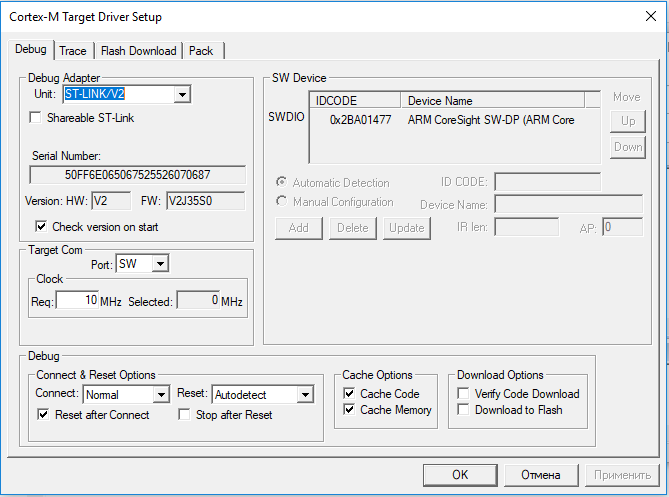 Cortex-M Target Driver Setup
Debug Trace Flash Download Pack
Debug Adapter
Unit: ST-LINK/V2
Shareable ST-Link
Serial Number:
50FF6E065067525526070687
Version: HW: V2 FW: V2J35S0
Check version on start
Target Com
Port: SW
Clock
Req: 10 MHz Selected: 0 MHz
SW Device
IDCODE Device Name Move
SWDIO 0x2BA01477 ARM CoreSight SW-DP (ARM Core Up
Down
Automatic Detection ID CODE:
Manual Configuration Device Name:
Add Delete Update IR len: AP: 0
Debug
Connect & Reset Options
Connect: Normal Reset: Autodetect
Reset after Connect Stop after Reset
Cache Options
Cache Code
Cache Memory
Download Options
Verify Code Download
Download to Flash
OK Отмена Применить